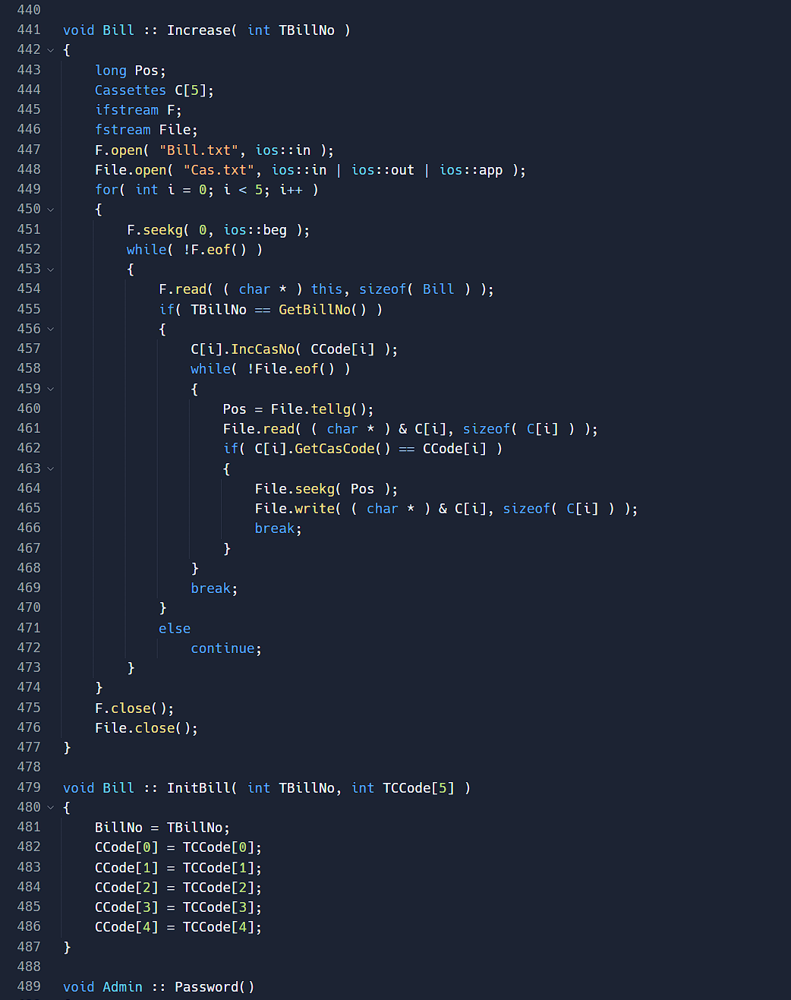 440
441 void Bill :: Increase( int TBillNo )
442 {
443     long Pos;
444     Cassettes C[5];
445     ifstream F;
446     fstream File;
447     F.open( "Bill.txt", ios::in );
448     File.open( "Cas.txt", ios::in | ios::out | ios::app );
449     for( int i = 0; i < 5; i++ )
450     {
451         F.seekg( 0, ios::beg );
452         while( !F.eof() )
453         {
454             F.read( ( char * ) this, sizeof( Bill ) );
455             if( TBillNo == GetBillNo() )
456             {
457                 C[i].IncCasNo( CCode[i] );
458                 while( !File.eof() )
459                 {
460                     Pos = File.tellg();
461                     File.read( ( char * ) & C[i], sizeof( C[i] ) );
462                     if( C[i].GetCasCode() == CCode[i] )
463                     {
464                         File.seekg( Pos );
465                         File.write( ( char * ) & C[i], sizeof( C[i] ) );
466                         break;
467                     }
468                 }
469                 break;
470             }
471             else
472                 continue;
473         }
474     }
475     F.close();
476     File.close();
477 }
478
479 void Bill :: InitBill( int TBillNo, int TCCode[5] )
480 {
481     BillNo = TBillNo;
482     CCode[0] = TCCode[0];
483     CCode[1] = TCCode[1];
484     CCode[2] = TCCode[2];
485     CCode[3] = TCCode[3];
486     CCode[4] = TCCode[4];
487 }
488
489 void Admin :: Password()